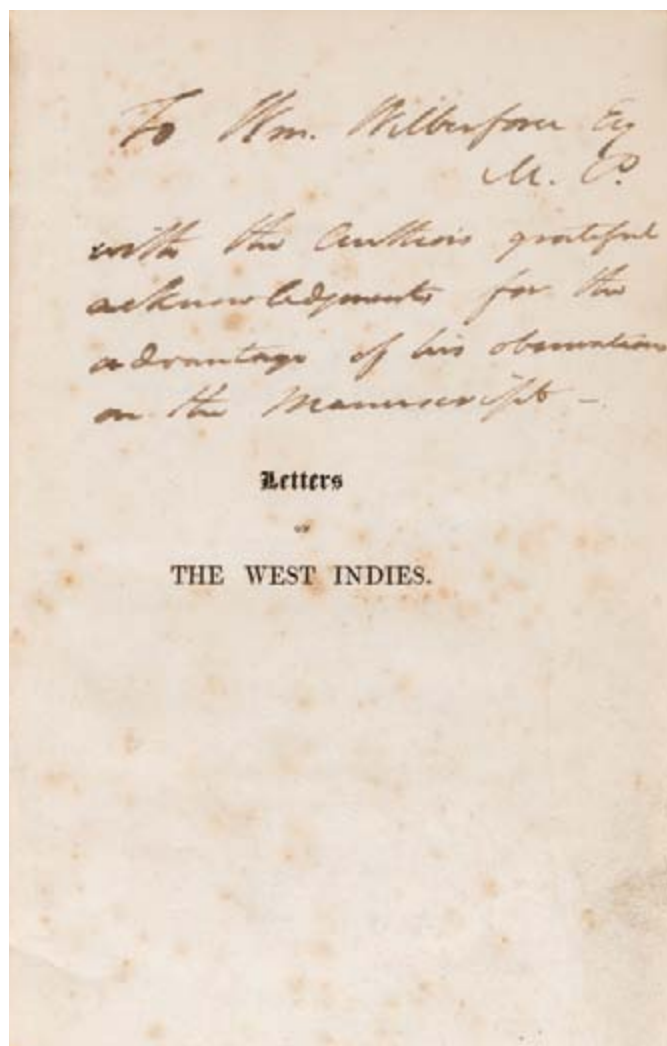 To Wm. Wilberforce Esq
M. P.
with the Author's grateful
acknowledgments for the
advantage of his observations
on the Manuscript –
Letters
on
THE WEST INDIES.